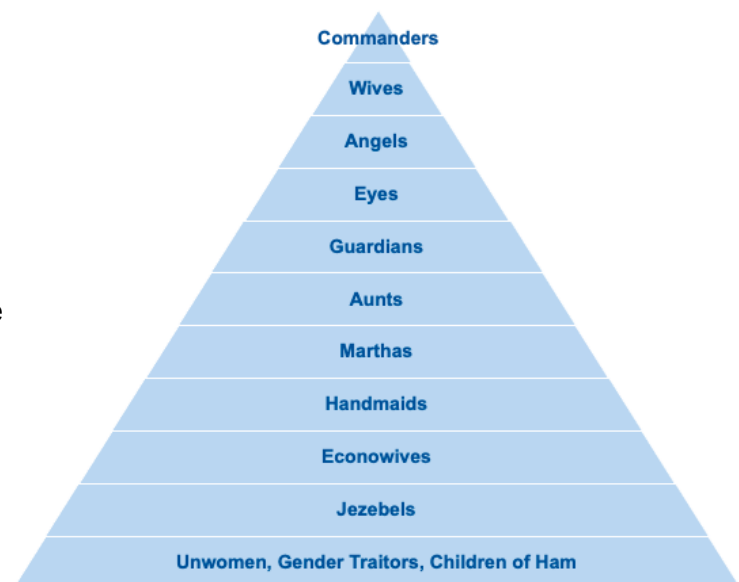 Commanders
Wives
Angels
Eyes
Guardians
Aunts
Marthas
Handmaids
Econowives
Jezebels
Unwomen, Gender Traitors, Children of Ham